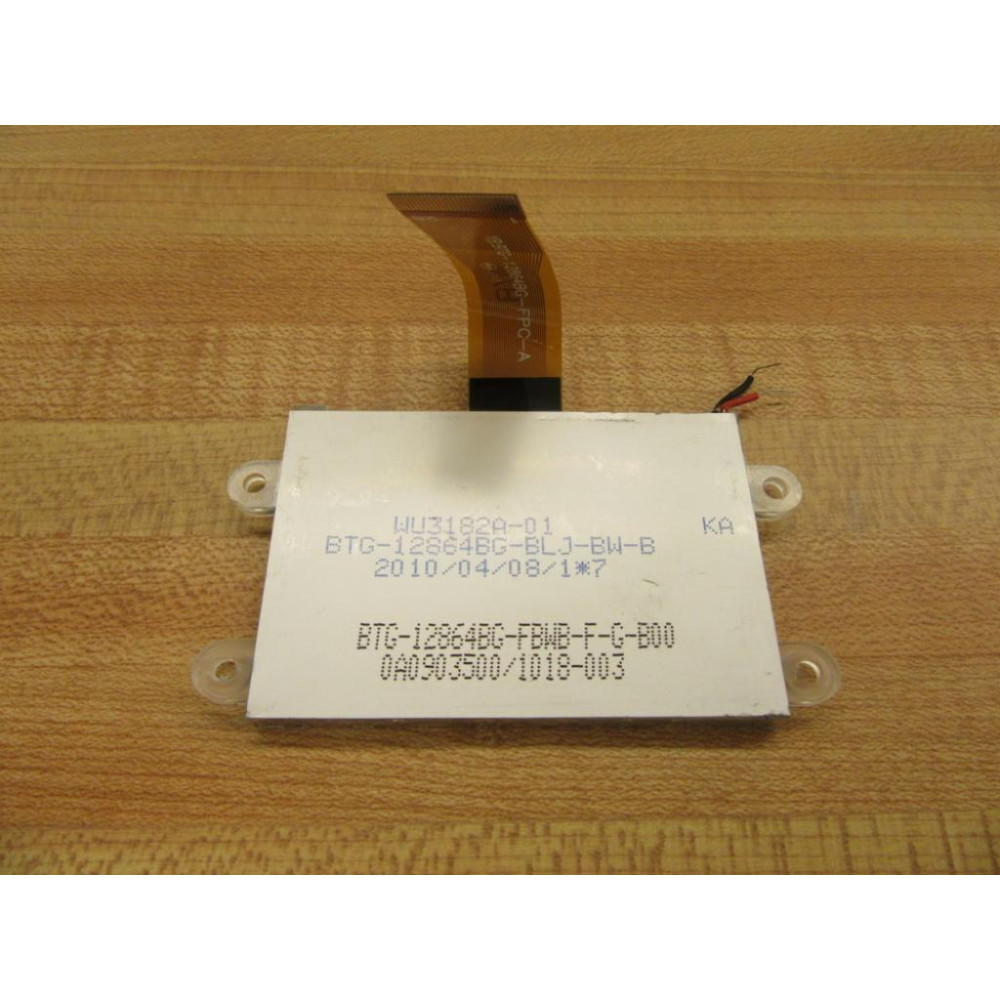 12864BG-FPC-A
WU3182A-01 KA
BTG-12864BG-BLJ-BW-B
2010/04/08/1*7
BTG-12864BG-FBWB-F-G-B00
0A0903500/1018-003